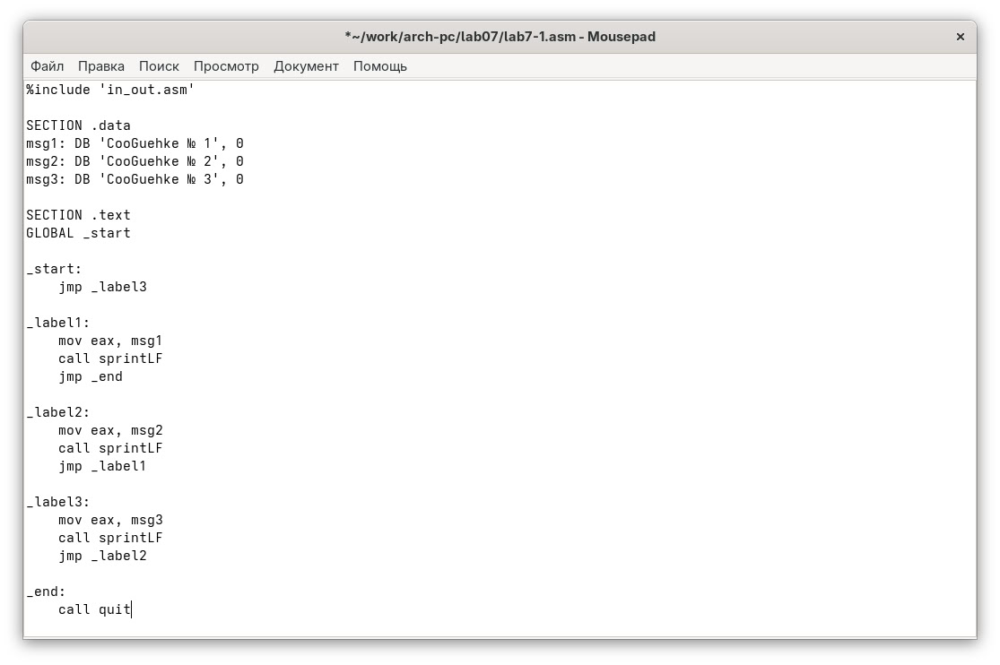 *~/work/arch-pc/lab07/lab7-1.asm - Mousepad
Файл Правка Поиск Просмотр Документ Помощь
%include 'in_out.asm'

SECTION .data
msg1: DB 'CooGuehke № 1', 0
msg2: DB 'CooGuehke № 2', 0
msg3: DB 'CooGuehke № 3', 0

SECTION .text
GLOBAL _start

_start:
    jmp _label3

_label1:
    mov eax, msg1
    call sprintLF
    jmp _end

_label2:
    mov eax, msg2
    call sprintLF
    jmp _label1

_label3:
    mov eax, msg3
    call sprintLF
    jmp _label2

_end:
    call quit